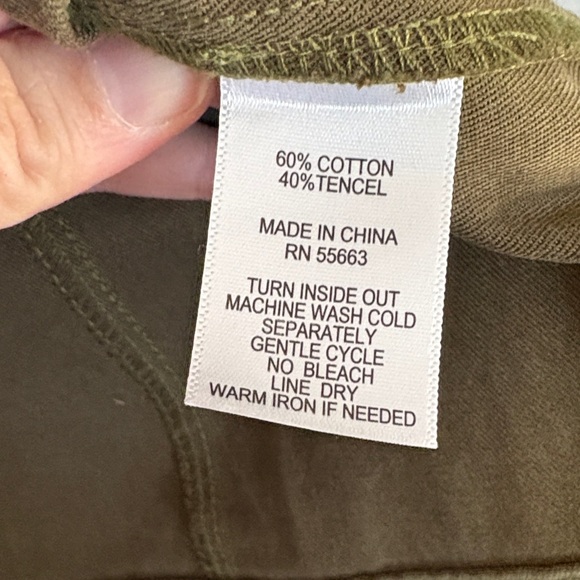 60% COTTON
40%TENCEL
MADE IN CHINA
RN 55663
TURN INSIDE OUT
MACHINE WASH COLD
SEPARATELY
GENTLE CYCLE
NO BLEACH
LINE DRY
WARM IRON IF NEEDED